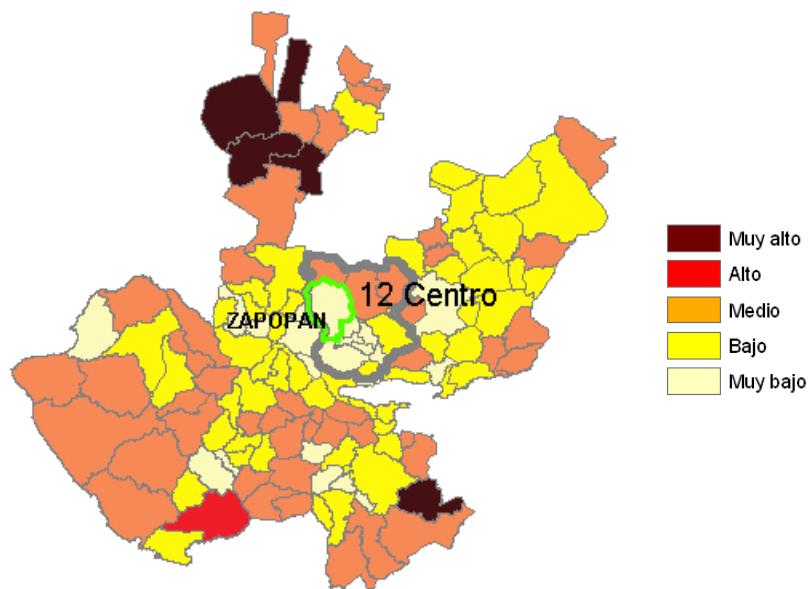 12 Centro
ZAPOPAN
Muy alto
Alto
Medio
Bajo
Muy bajo